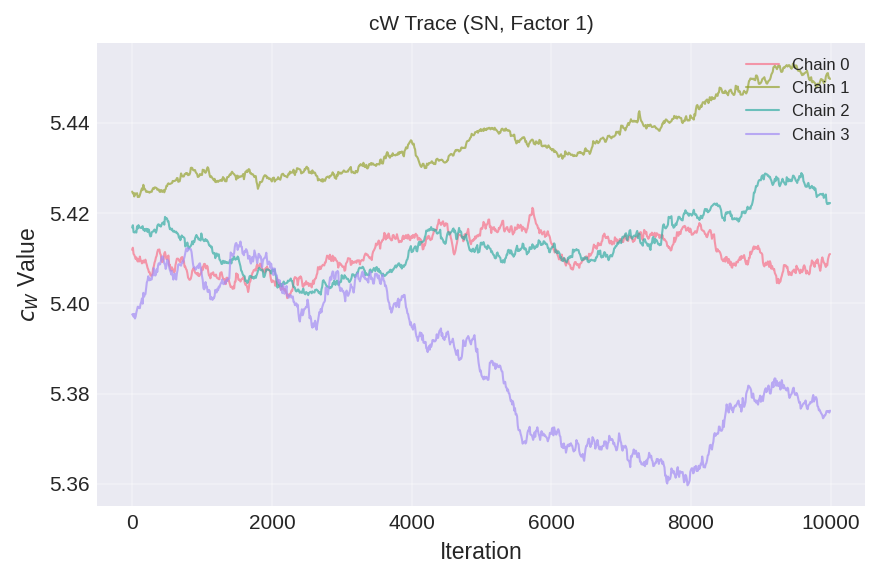 cW Trace (SN, Factor 1)
Chain 0
Chain 1
Chain 2
Chain 3
5.44
5.42
5.40
5.38
5.36
c_W Value
0 2000 4000 6000 8000 10000
Iteration